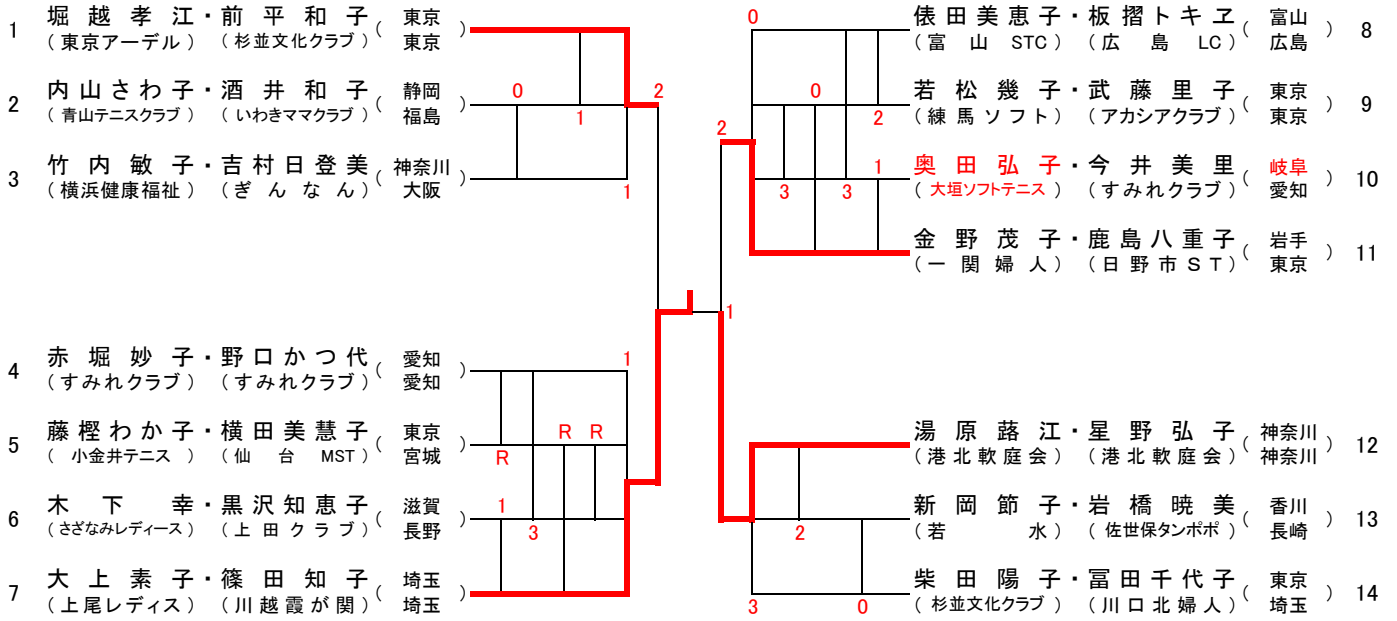 1 堀越孝江・前平和子 ( 東京 東京 )
(東京アーデル) (杉並文化クラブ)
2 内山さわ子・酒井和子 ( 静岡 福島 )
(青山テニスクラブ) (いわきママクラブ)
3 竹内敏子・吉村日登美 ( 神奈川 大阪 )
(横浜健康福祉) (ぎんなん)
0
1
2
1
4 赤堀妙子・野口かつ代 ( 愛知 愛知 )
(すみれクラブ) (すみれクラブ)
5 藤樫わか子・横田美慧子 ( 東京 宮城 )
(小金井テニス) (仙台MST)
6 木下幸・黒沢知恵子 ( 滋賀 長野 )
(さざなみレディース) (上田クラブ)
7 大上素子・篠田知子 ( 埼玉 埼玉 )
(上尾レディス) (川越霞が関)
1
R R
R
1
3
0
俵田美恵子・板摺トキヱ ( 富山 広島 ) 8
(富山STC) (広島LC)
若松幾子・武藤里子 ( 東京 東京 ) 9
(練馬ソフト) (アカシアクラブ)
奥田弘子・今井美里 ( 岐阜 愛知 ) 10
(大垣ソフトテニス) (すみれクラブ)
金野茂子・鹿島八重子 ( 岩手 東京 ) 11
(一関婦人) (日野市ST)
0
2
2
1
3 3
1
湯原蕗江・星野弘子 ( 神奈川 神奈川 ) 12
(港北軟庭会) (港北軟庭会)
新岡節子・岩橋暁美 ( 香川 長崎 ) 13
(若水) (佐世保タンポポ)
柴田陽子・冨田千代子 ( 東京 埼玉 ) 14
(杉並文化クラブ) (川口北婦人)
2
3 0